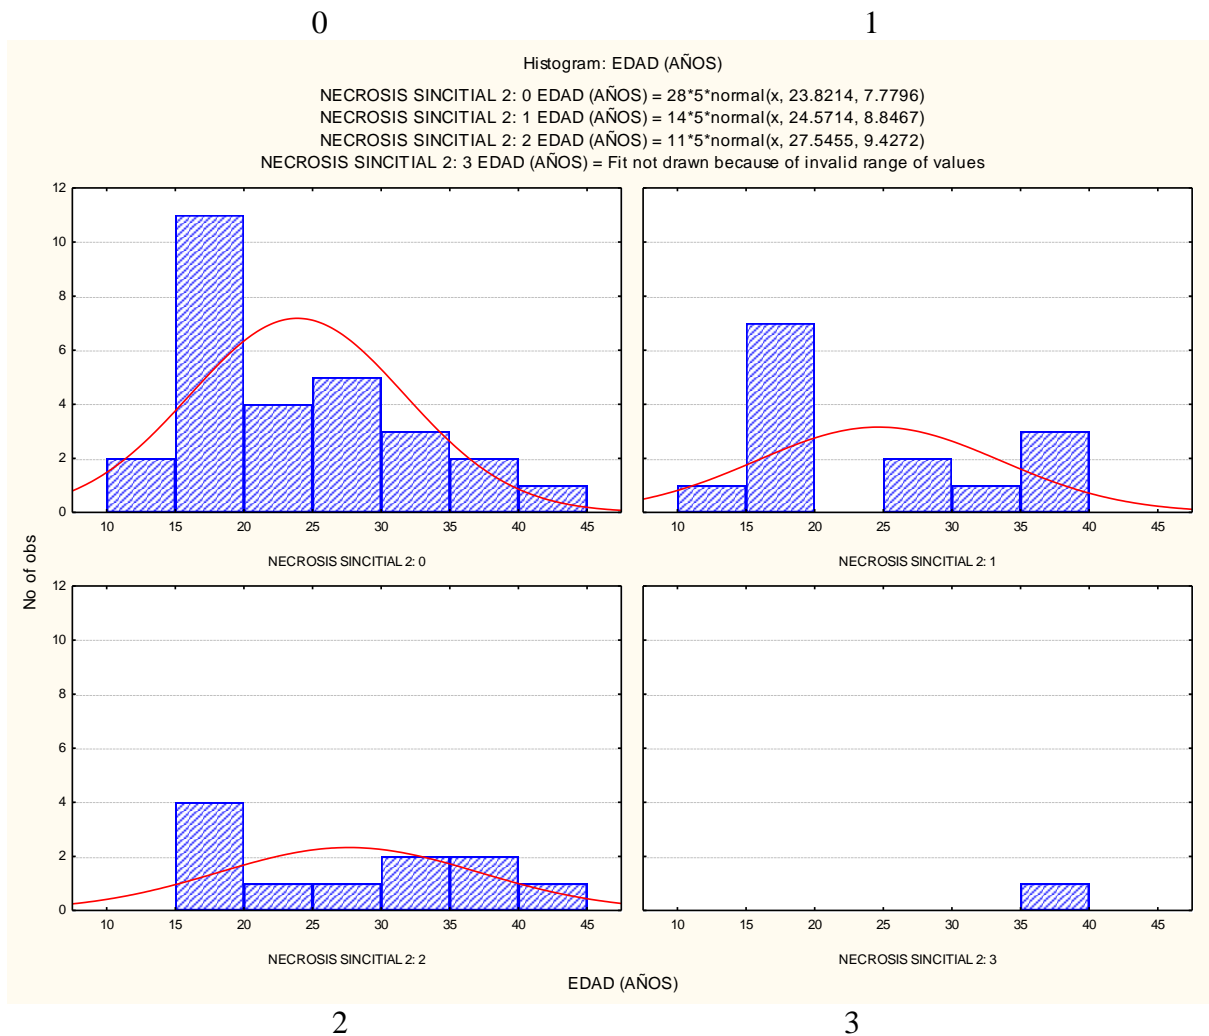 0 1
Histogram: EDAD (AÑOS)
NECROSIS SINCITIAL 2: 0 EDAD (AÑOS) = 28*5*normal(x, 23.8214, 7.7796)
NECROSIS SINCITIAL 2: 1 EDAD (AÑOS) = 14*5*normal(x, 24.5714, 8.8467)
NECROSIS SINCITIAL 2: 2 EDAD (AÑOS) = 11*5*normal(x, 27.5455, 9.4272)
NECROSIS SINCITIAL 2: 3 EDAD (AÑOS) = Fit not drawn because of invalid range of values
12
10
8
6
4
2
0
10 15 20 25 30 35 40 45
NECROSIS SINCITIAL 2: 0
10 15 20 25 30 35 40 45
NECROSIS SINCITIAL 2: 1
No of obs
12
10
8
6
4
2
0
10 15 20 25 30 35 40 45
NECROSIS SINCITIAL 2: 2
10 15 20 25 30 35 40 45
NECROSIS SINCITIAL 2: 3
EDAD (AÑOS)
2 3